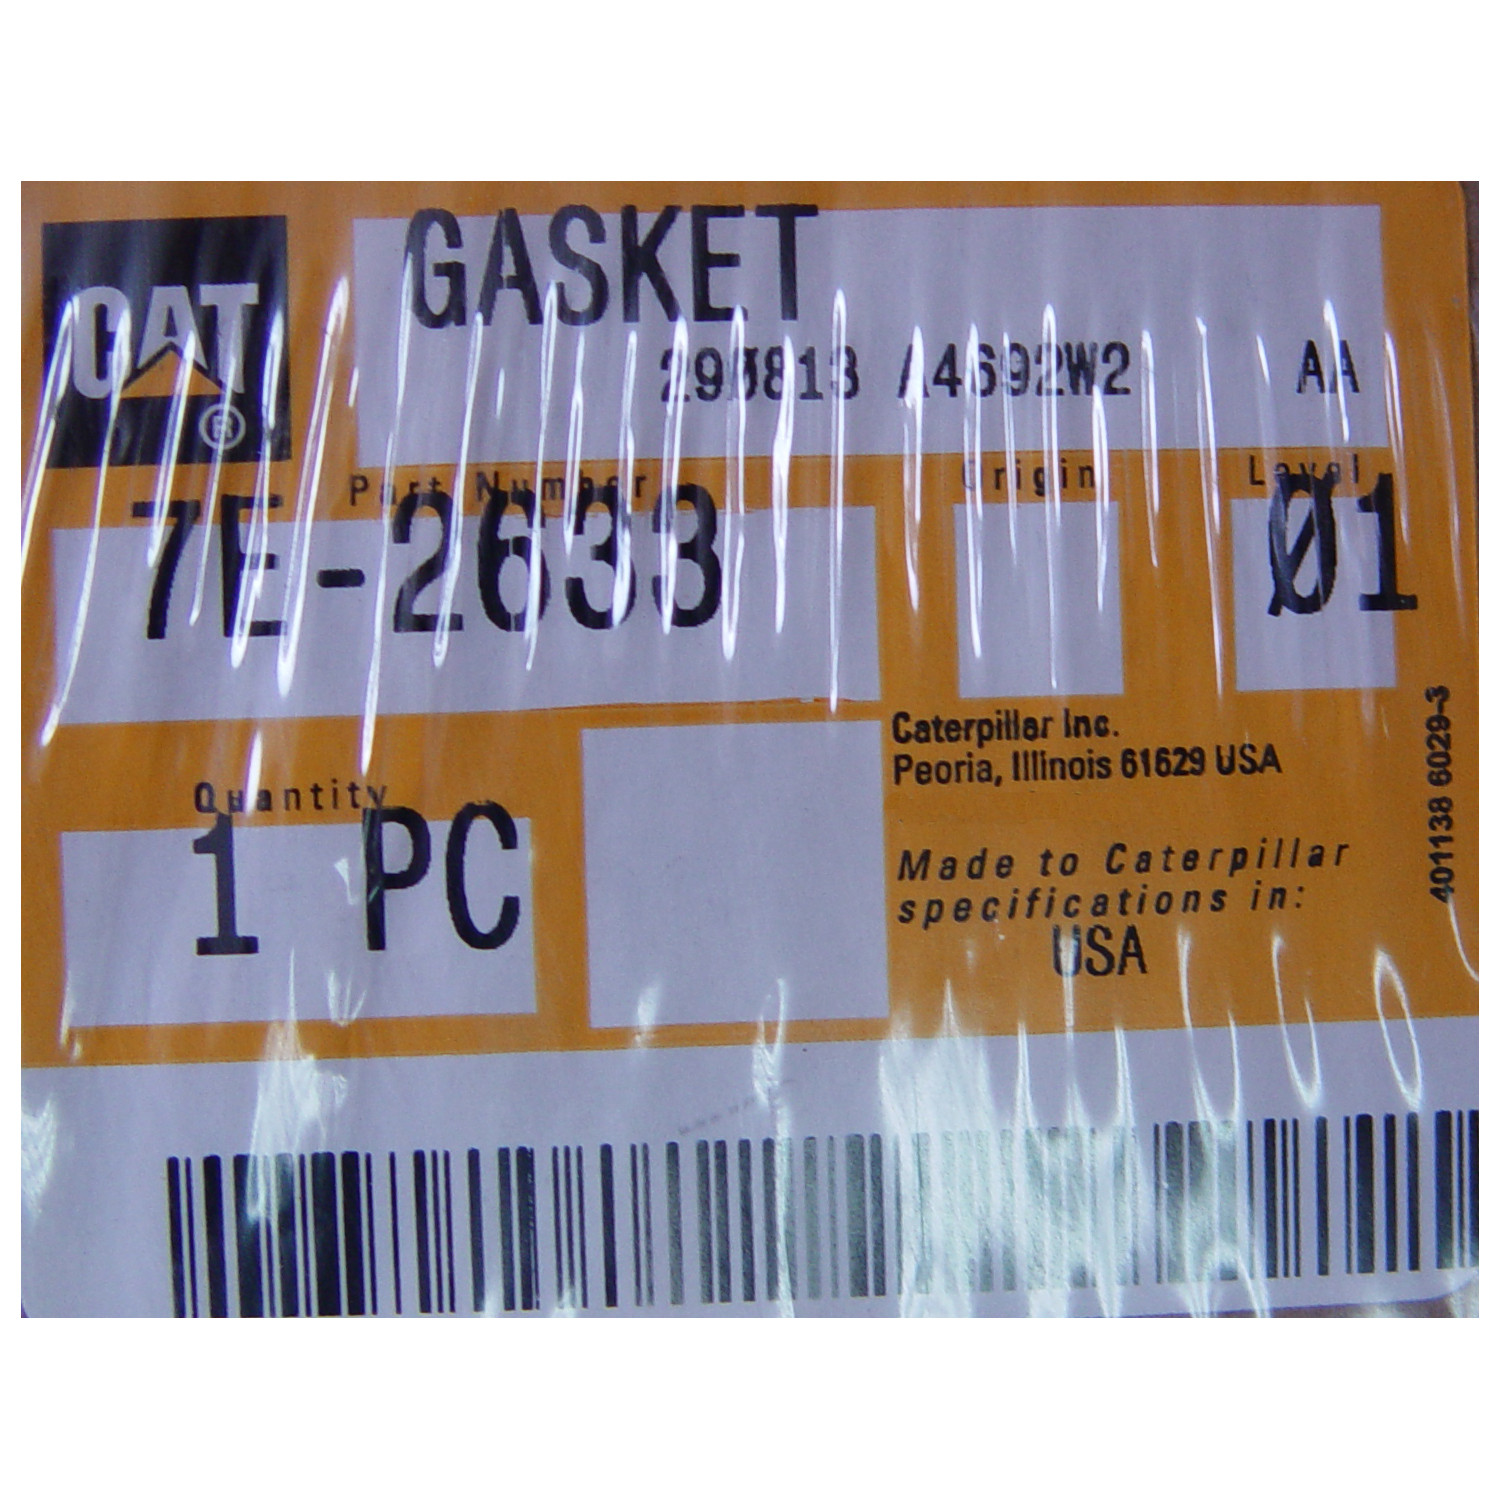 GASKET
CAT
®
290813 A4692W2 AA
Part Number Origin Level
7E-2633 01
Caterpillar Inc.
Peoria, Illinois 61629 USA
Quantity
1 PC
Made to Caterpillar
specifications in:
USA
401138 6029-3